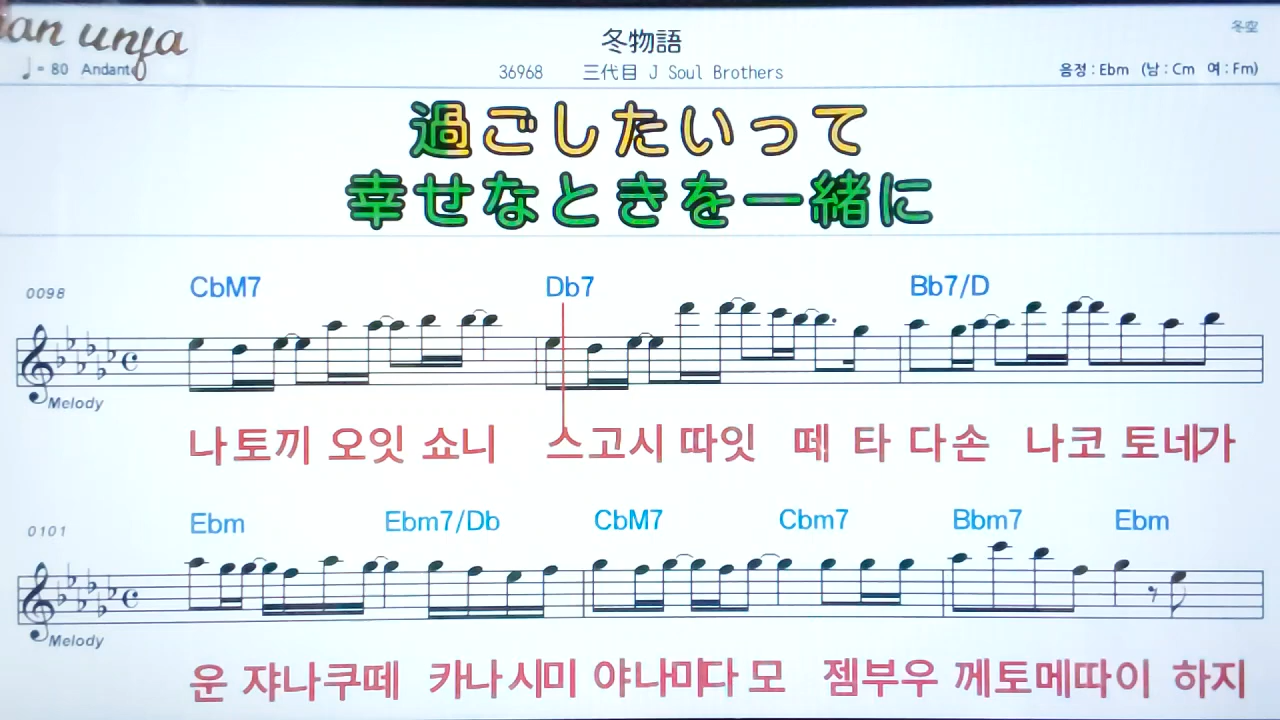 冬物語
冬空
♩= 80 Andante
36968 三代目 J Soul Brothers
음정 : Ebm (남 : Cm 여 : Fm)
過ごしたいって
幸せなときを一緒に
0098
CbM7 Db7 Bb7/D
Melody
나토끼 오잇 쇼니 스고시 따잇 떼 타 다손 나코 토네가
0101
Ebm Ebm7/Db CbM7 Cbm7 Bbm7 Ebm
Melody
운 쟈나쿠떼 카나시미 야나미다 모 젬부우 께토메따이 하지